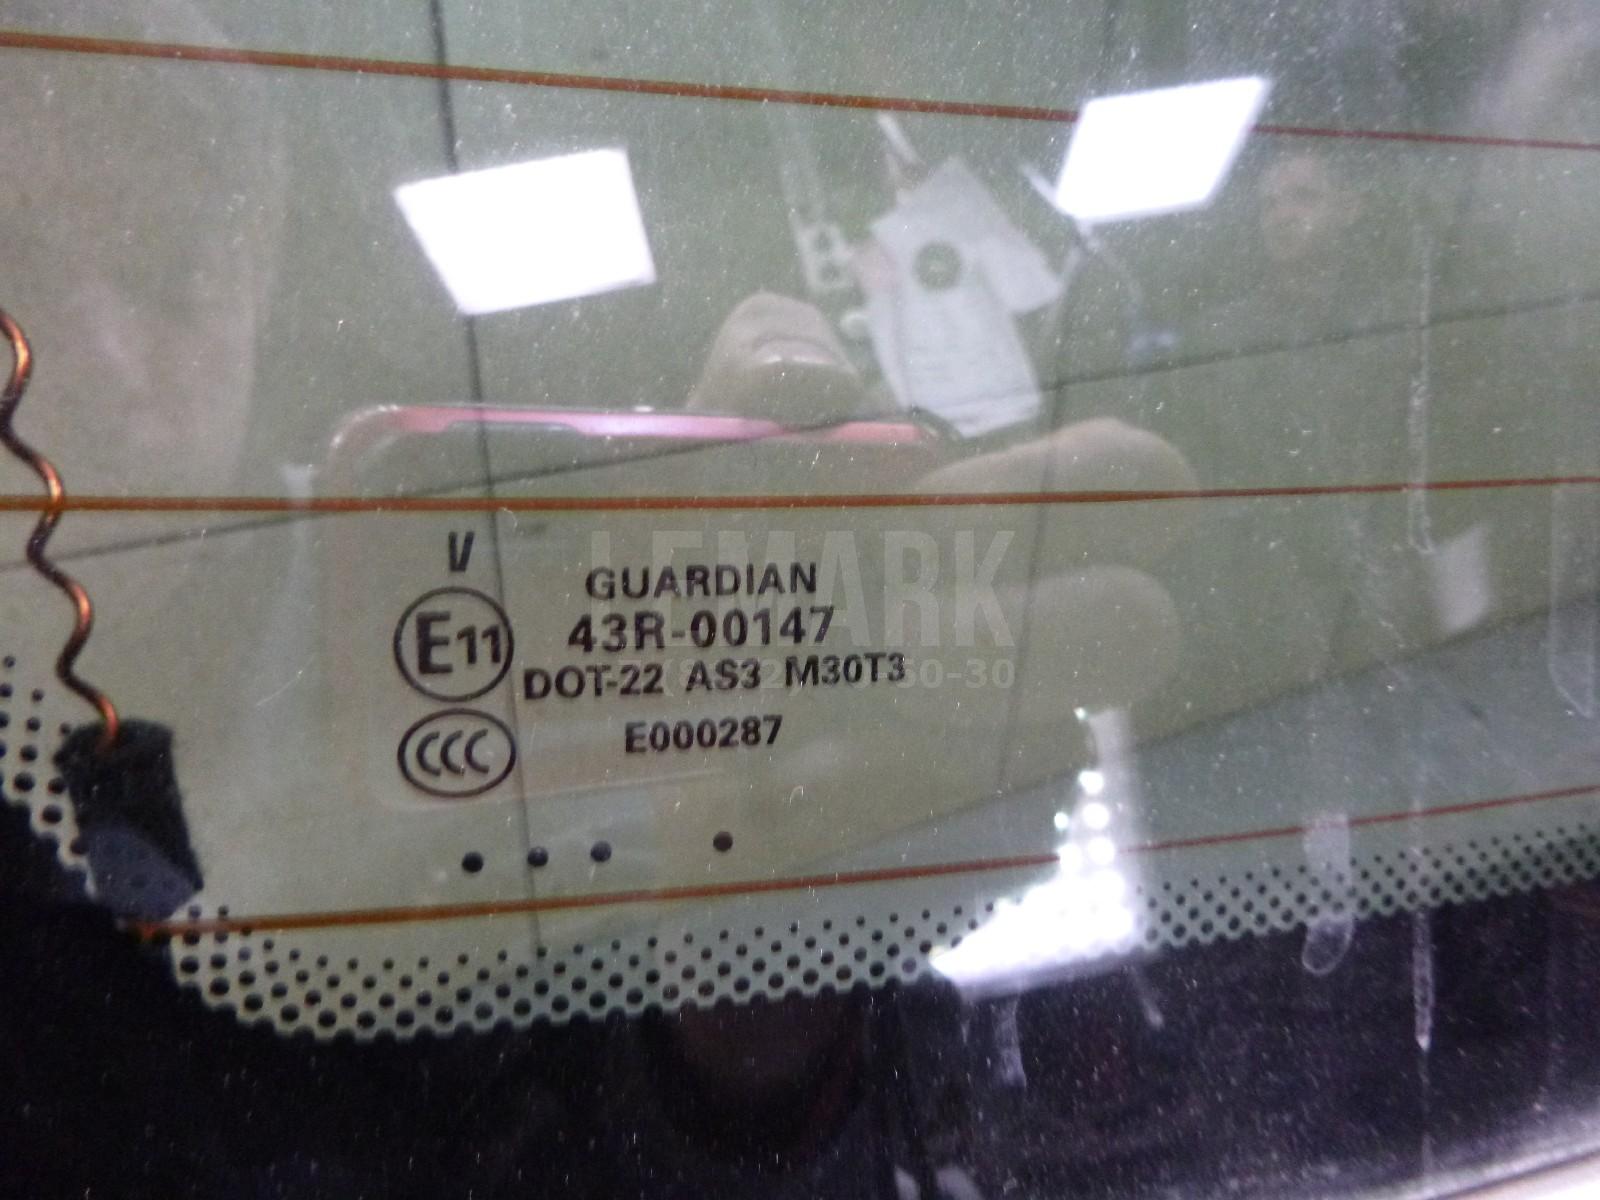 V
GUARDIAN
E11 43R-00147
DOT-22 AS3 M30T3
CCC E000287
LEMARK